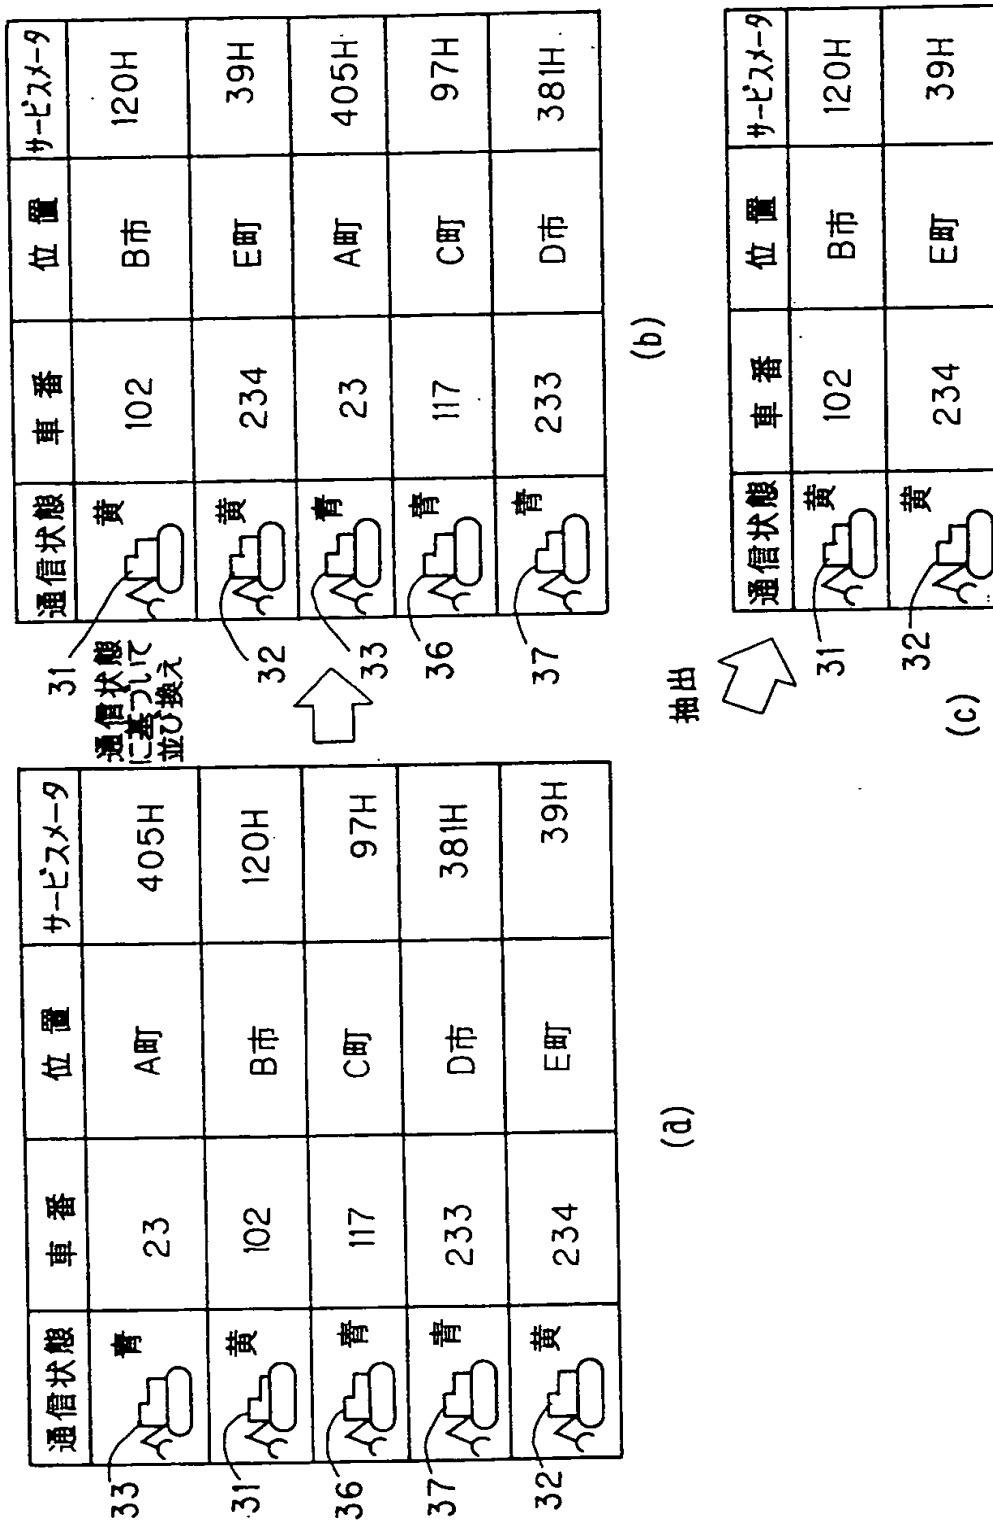 通信状態 車番 位置 サービスメータ
33 青 23 A町 405H
31 黄 102 B市 120H
36 青 117 C町 97H
37 青 233 D市 381H
32 黄 234 E町 39H
(a)
通信状態
に基づいて
並び換え
通信状態 車番 位置 サービスメータ
31 黄 102 B市 120H
32 黄 234 E町 39H
33 青 23 A町 405H
36 青 117 C町 97H
37 青 233 D市 381H
(b)
抽出
通信状態 車番 位置 サービスメータ
31 黄 102 B市 120H
32 黄 234 E町 39H
(c)